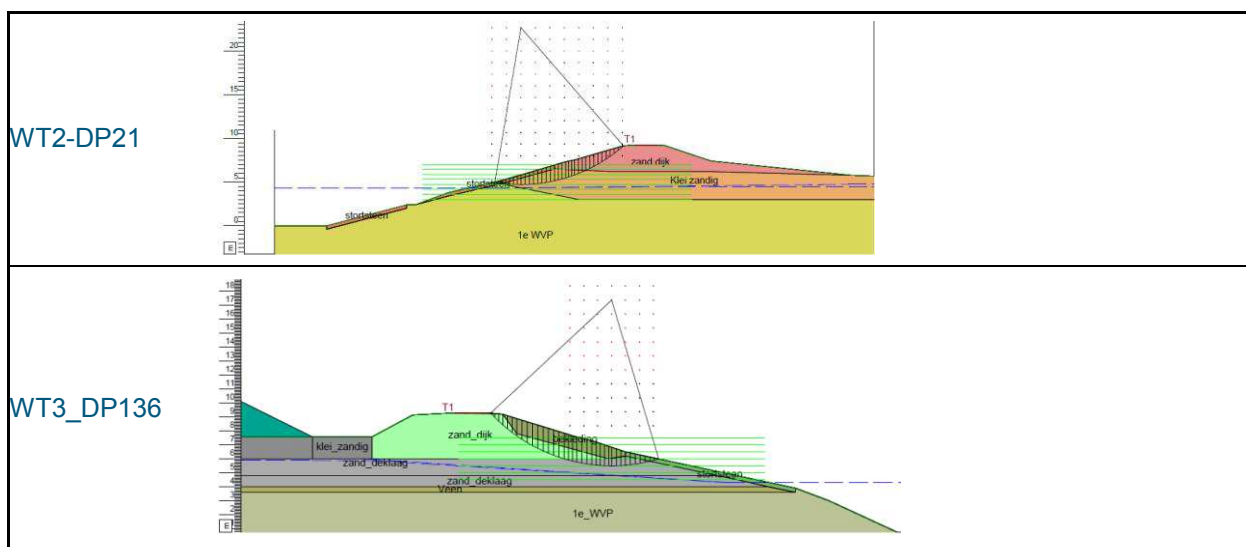 20
15
10
5
0
E
WT2-DP21
T1
zand dijk
Klei zandig
stortsteen
stortsteen
1e WVP
18
17
16
15
14
13
12
11
10
9
8
7
6
5
4
3
2
E
WT3_DP136
T1
klei_zandig
zand_dijk
bekleding
zand_deklaag
stortsteen
zand_deklaag
Veen
1e_WVP